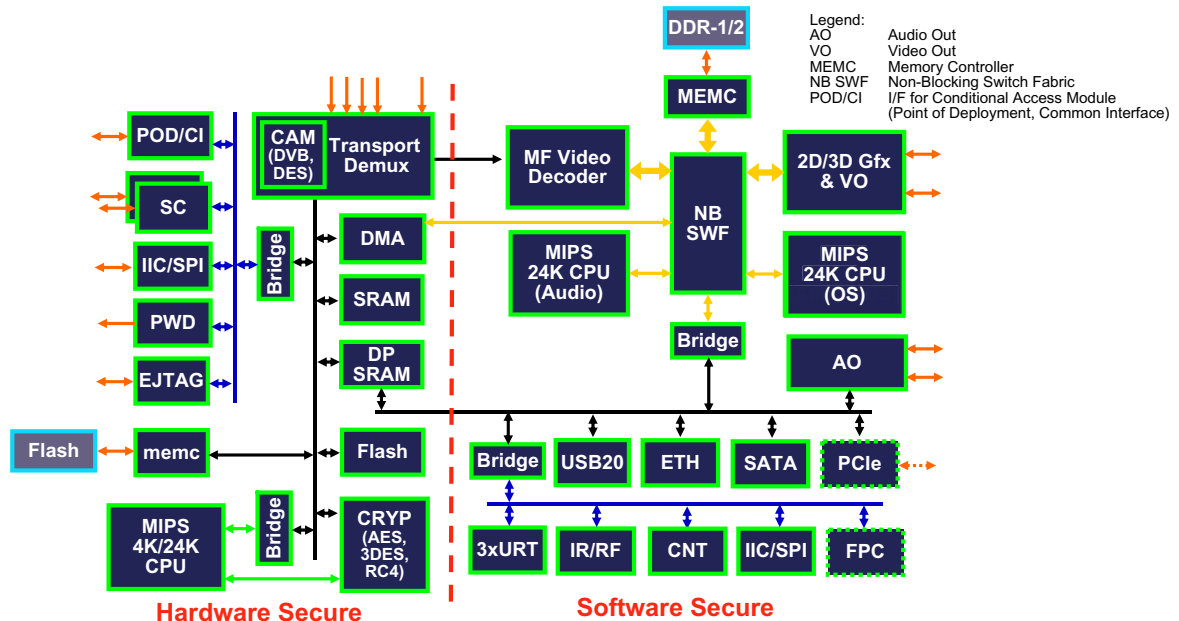 DDR-1/2
Legend:
AO Audio Out
VO Video Out
MEMC Memory Controller
NB SWF Non-Blocking Switch Fabric
POD/CI I/F for Conditional Access Module
(Point of Deployment, Common Interface)
MEMC
POD/CI
CAM
(DVB,
DES)
Transport
Demux
MF Video
Decoder
2D/3D Gfx
& VO
SC
NB
SWF
DMA
Bridge
IIC/SPI
MIPS
24K CPU
(Audio)
MIPS
24K CPU
(OS)
SRAM
PWD
Bridge
DP
SRAM
AO
EJTAG
Flash
memc
Flash
Bridge
USB20
ETH
SATA
PCIe
MIPS
4K/24K
CPU
Bridge
CRYP
(AES,
3DES,
RC4)
3xURT
IR/RF
CNT
IIC/SPI
FPC
Hardware Secure
Software Secure